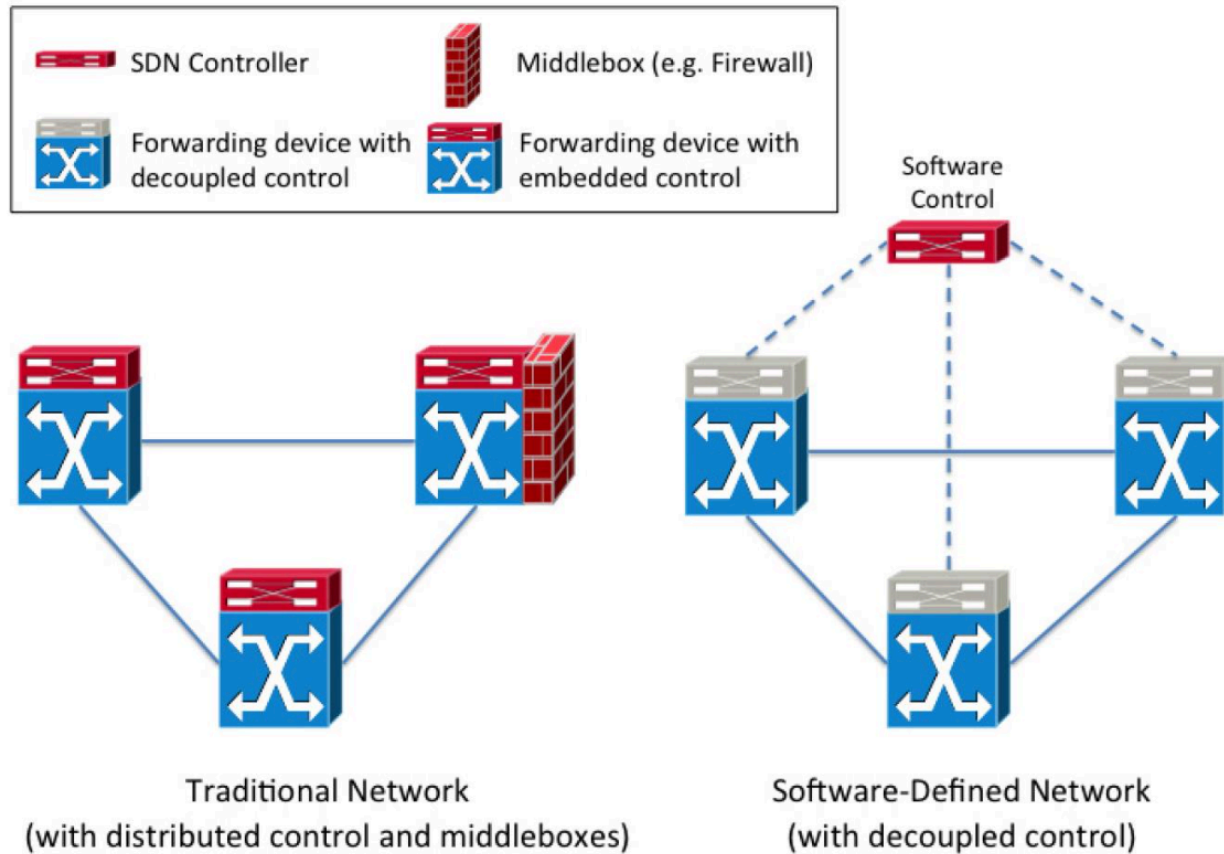 SDN Controller
Middlebox (e.g. Firewall)
Forwarding device with
decoupled control
Forwarding device with
embedded control
Software
Control
Traditional Network
(with distributed control and middleboxes)
Software-Defined Network
(with decoupled control)